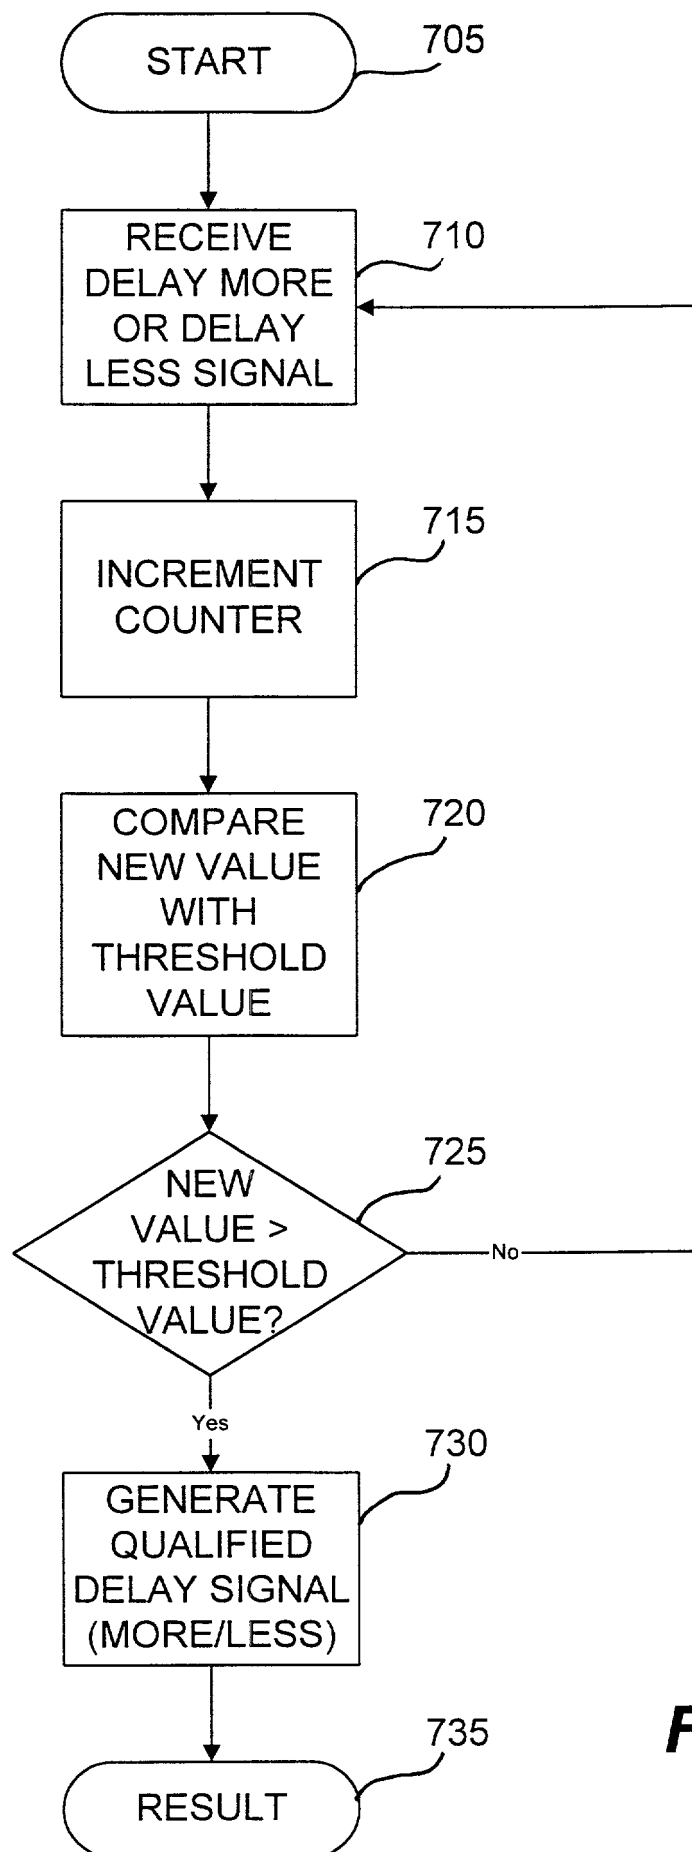 START
705
RECEIVE
DELAY MORE
OR DELAY
LESS SIGNAL
710
INCREMENT
COUNTER
715
COMPARE
NEW VALUE
WITH
THRESHOLD
VALUE
720
NEW
VALUE >
THRESHOLD
VALUE?
725
No
Yes
GENERATE
QUALIFIED
DELAY SIGNAL
(MORE/LESS)
730
RESULT
735
F